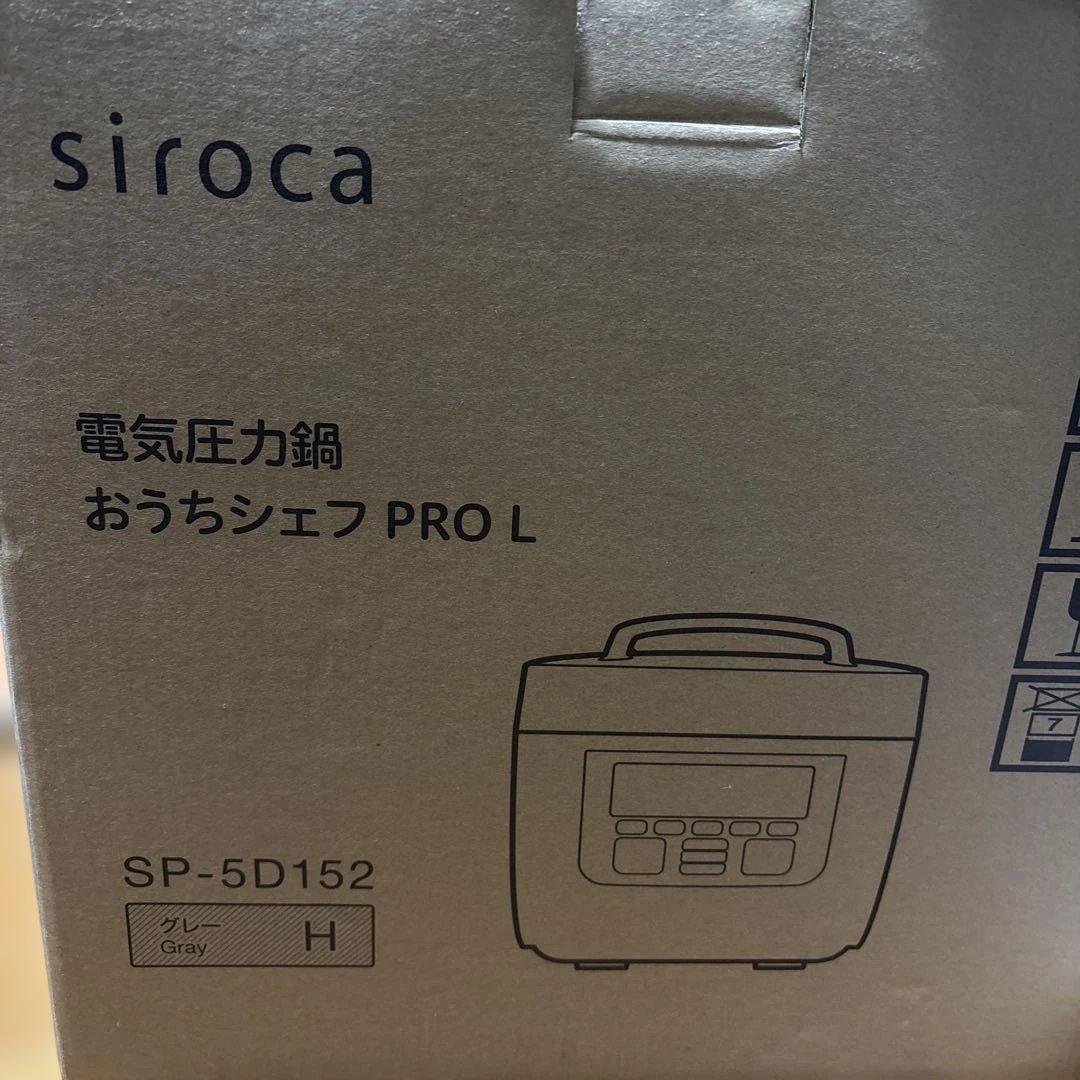 siroca
電気圧力鍋
おうちシェフ PRO L
7
SP-5D152
グレー
Gray
H